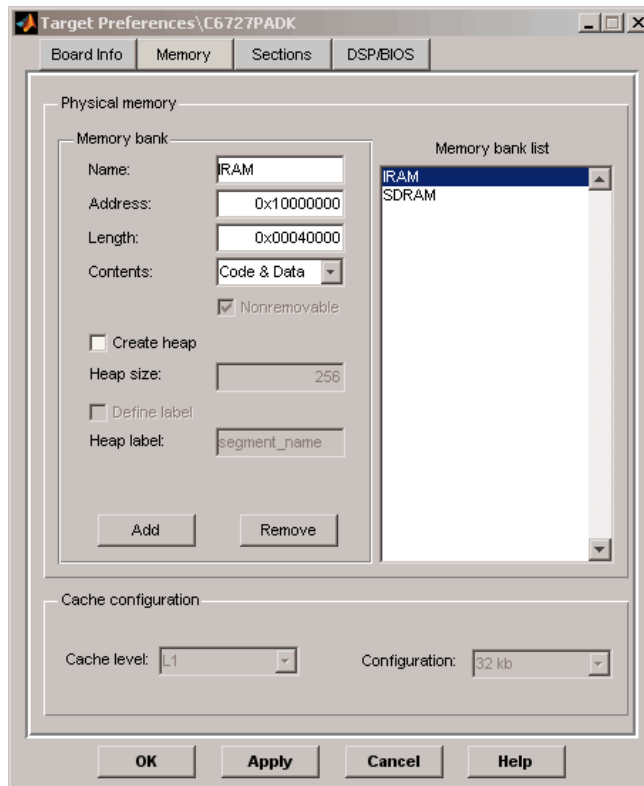 Target Preferences\C6727PADK
Board Info Memory Sections DSP/BIOS
Physical memory
Memory bank
Name: IRAM
Address: 0x10000000
Length: 0x00040000
Contents: Code & Data
Nonremovable
Create heap
Heap size: 256
Define label
Heap label: segment_name
Add Remove
Memory bank list
IRAM
SDRAM
Cache configuration
Cache level: L1 Configuration: 32 kb
OK Apply Cancel Help